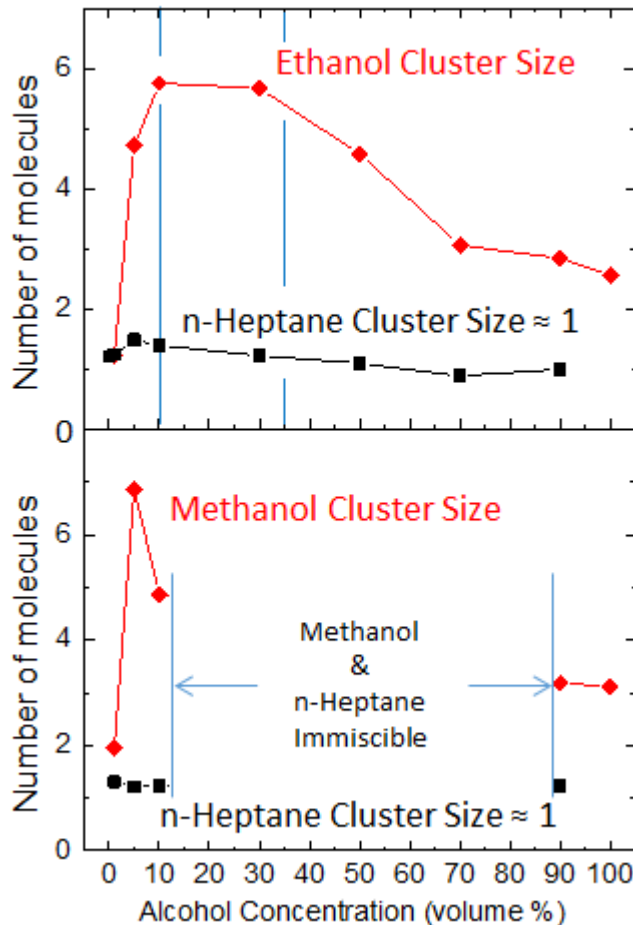 Number of molecules
6
4
2
0
Ethanol Cluster Size
n-Heptane Cluster Size ≈ 1
Number of molecules
6
4
2
0
Methanol Cluster Size
Methanol
&
n-Heptane
Immiscible
n-Heptane Cluster Size ≈ 1
0 10 20 30 40 50 60 70 80 90 100
Alcohol Concentration (volume %)